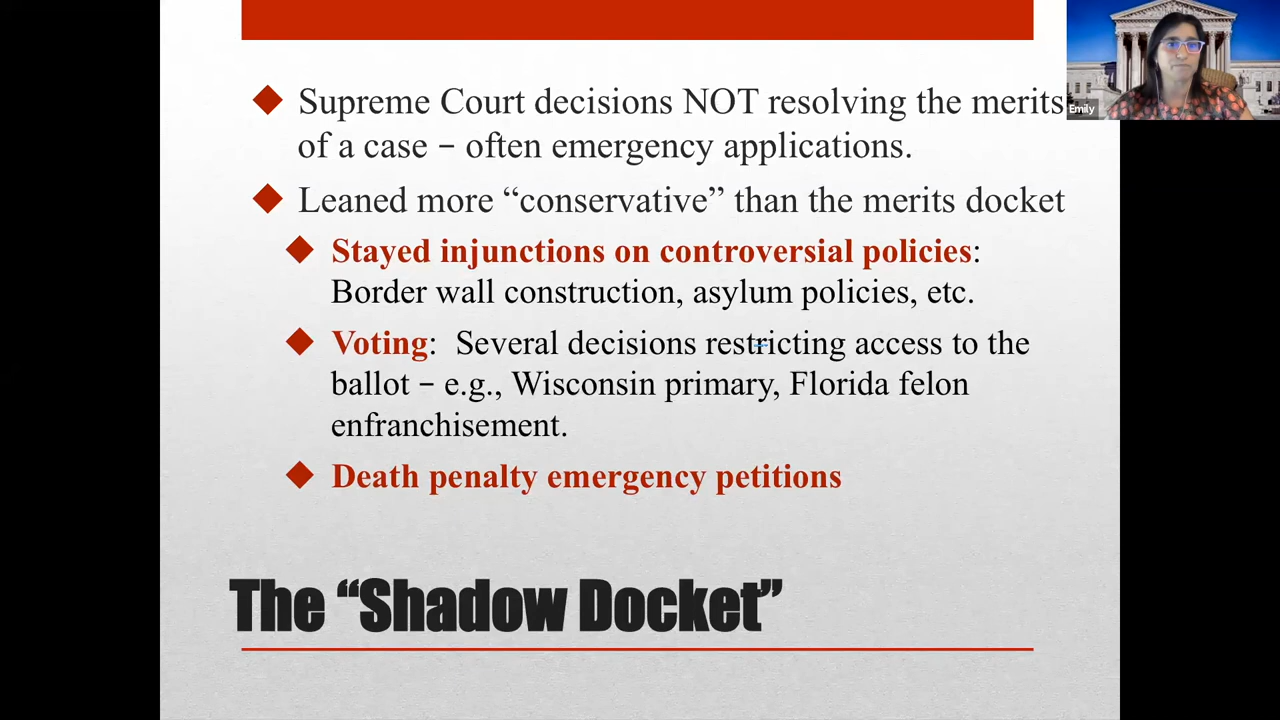 Supreme Court decisions NOT resolving the merits
of a case – often emergency applications.
Leaned more “conservative” than the merits docket
Stayed injunctions on controversial policies:
Border wall construction, asylum policies, etc.
Voting: Several decisions restricting access to the
ballot – e.g., Wisconsin primary, Florida felon
enfranchisement.
Death penalty emergency petitions
The “Shadow Docket”
Emily